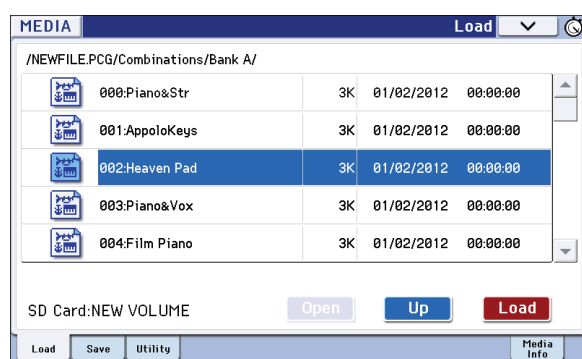 MEDIA Load
/NEWFILE.PCG/Combinations/Bank A/
000:Piano&Str 3K 01/02/2012 00:00:00
001:AppoloKeys 3K 01/02/2012 00:00:00
002:Heaven Pad 3K 01/02/2012 00:00:00
003:Piano&Vox 3K 01/02/2012 00:00:00
004:Film Piano 3K 01/02/2012 00:00:00
SD Card:NEW VOLUME Open Up Load
Load Save Utility Media
Info